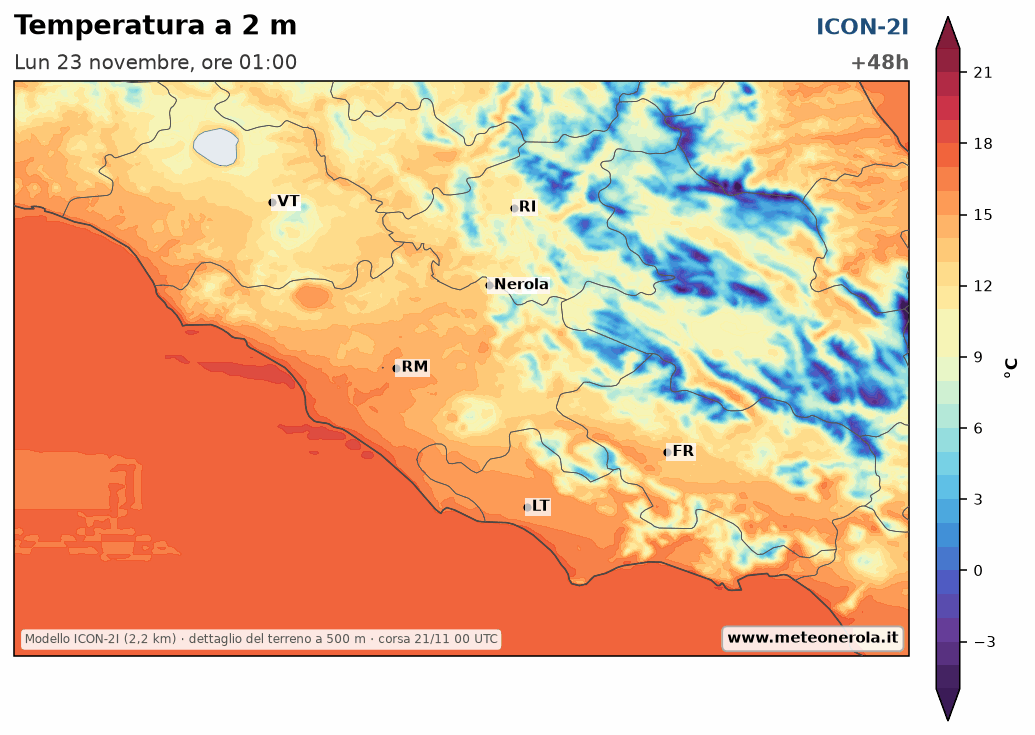 Temperatura a 2 m
ICON-2I
Lun 23 novembre, ore 01:00
+48h
VT
RI
Nerola
RM
FR
LT
Modello ICON-2I (2,2 km) · dettaglio del terreno a 500 m · corsa 21/11 00 UTC
www.meteonerola.it
21
18
15
12
9
6
3
0
−3
°C